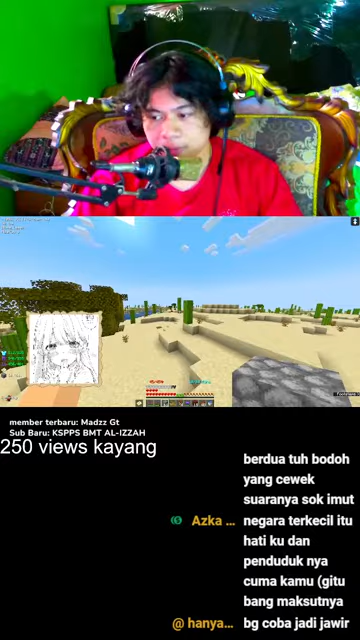 member terbaru: Madzz Gt
Sub Baru: KSPPS BMT AL-IZZAH
250 views kayang
berdua tuh bodoh
yang cewek
suaranya sok imut
Azka ... negara terkecil itu
hati ku dan
penduduk nya
cuma kamu (gitu
bang maksutnya
@hanya... bg coba jadi jawir